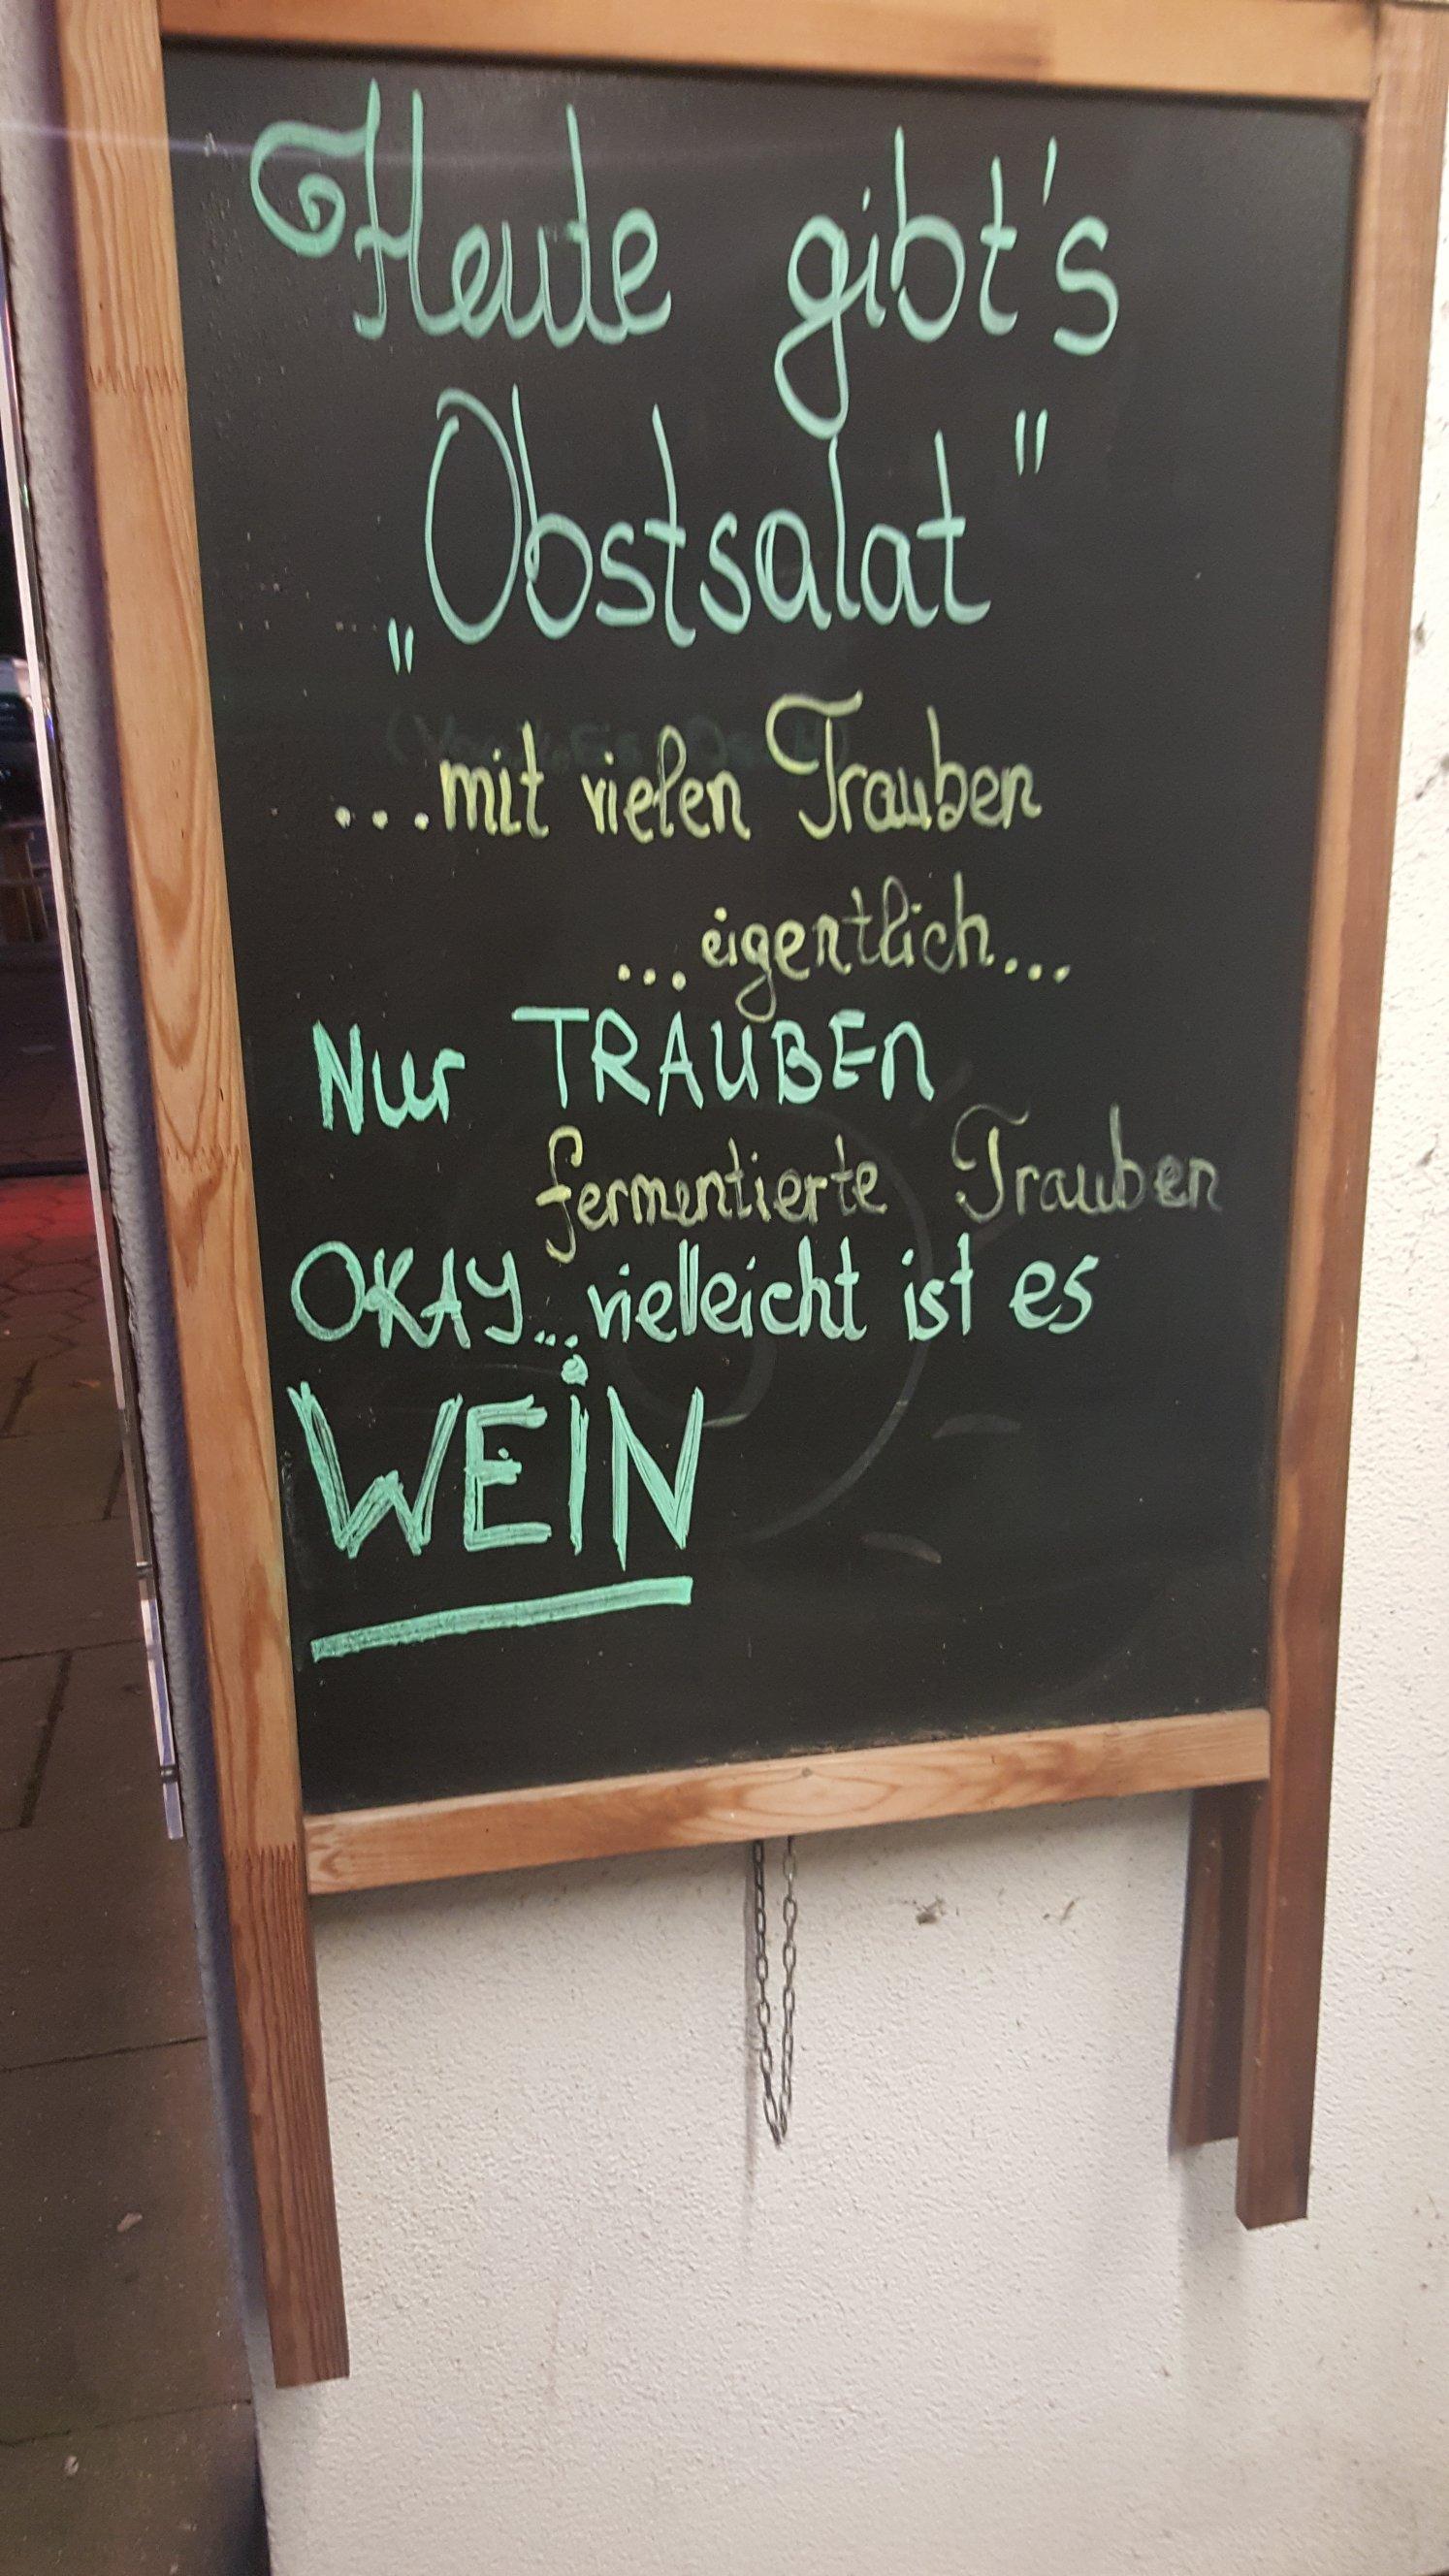 Heute gibt's
„Obstsalat"
...mit vielen Trauben
...eigentlich...
Nur TRAUBEN
fermentierte Trauben
OKAY...vielleicht ist es
WEiN